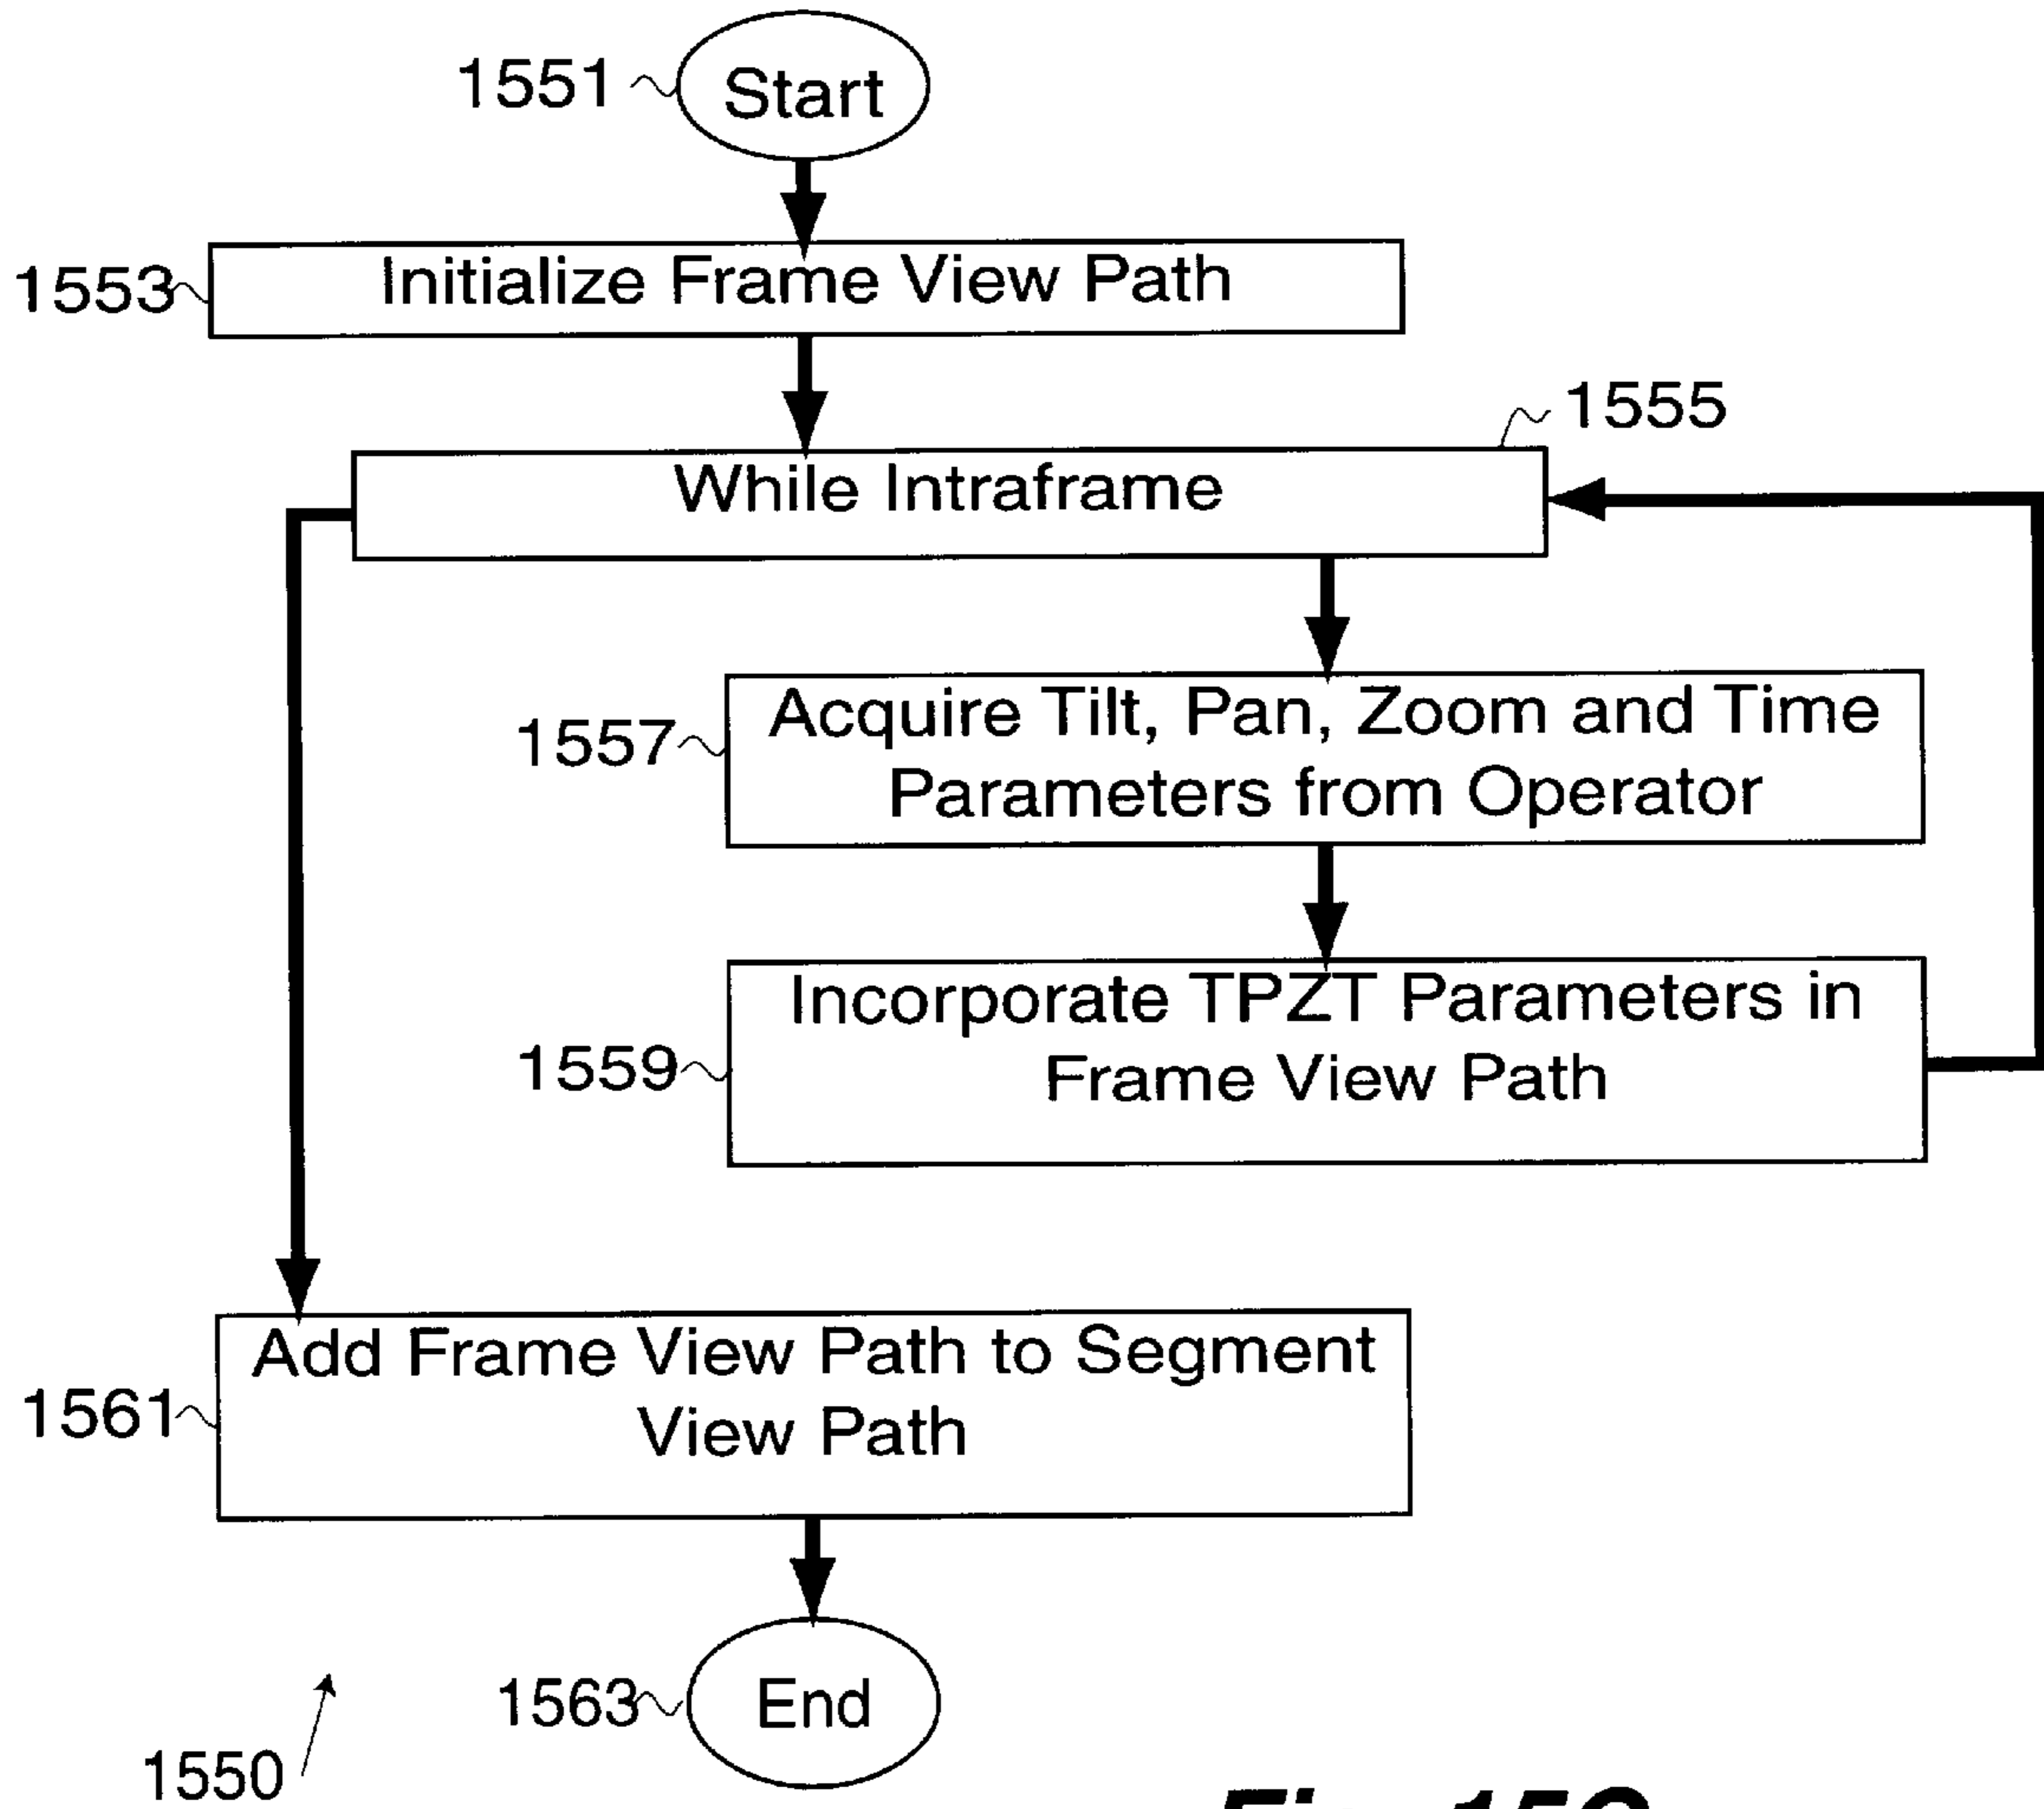 1551
Start
1553
Initialize Frame View Path
1555
While Intraframe
1557
Acquire Tilt, Pan, Zoom and Time
Parameters from Operator
1559
Incorporate TPZT Parameters in
Frame View Path
1561
Add Frame View Path to Segment
View Path
1563
End
1550